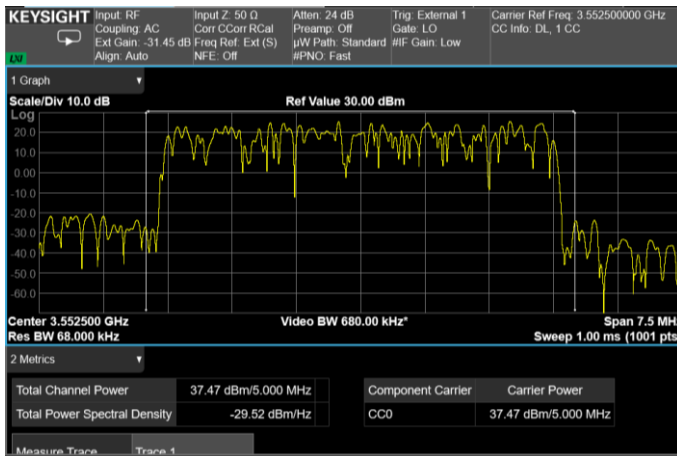 KEYSIGHT Input: RF Input Z: 50 Ω Atten: 24 dB Trig: External 1 Carrier Ref Freq: 3.552500000 GHz
Coupling: AC Corr CCorr RCal Preamp: Off Gate: LO CC Info: DL, 1 CC
Ext Gain: -31.45 dB Freq Ref: Ext (S) µW Path: Standard #IF Gain: Low
LXI Align: Auto NFE: Off #PNO: Fast
1 Graph
Scale/Div 10.0 dB Ref Value 30.00 dBm
Log
20.0
10.0
0.00
-10.0
-20.0
-30.0
-40.0
-50.0
-60.0
Center 3.552500 GHz Video BW 680.00 kHz* Span 7.5 MH
Res BW 68.000 kHz Sweep 1.00 ms (1001 pts
2 Metrics
Total Channel Power 37.47 dBm/5.000 MHz Component Carrier Carrier Power
Total Power Spectral Density -29.52 dBm/Hz CC0 37.47 dBm/5.000 MHz
Measure Trace Trace 1